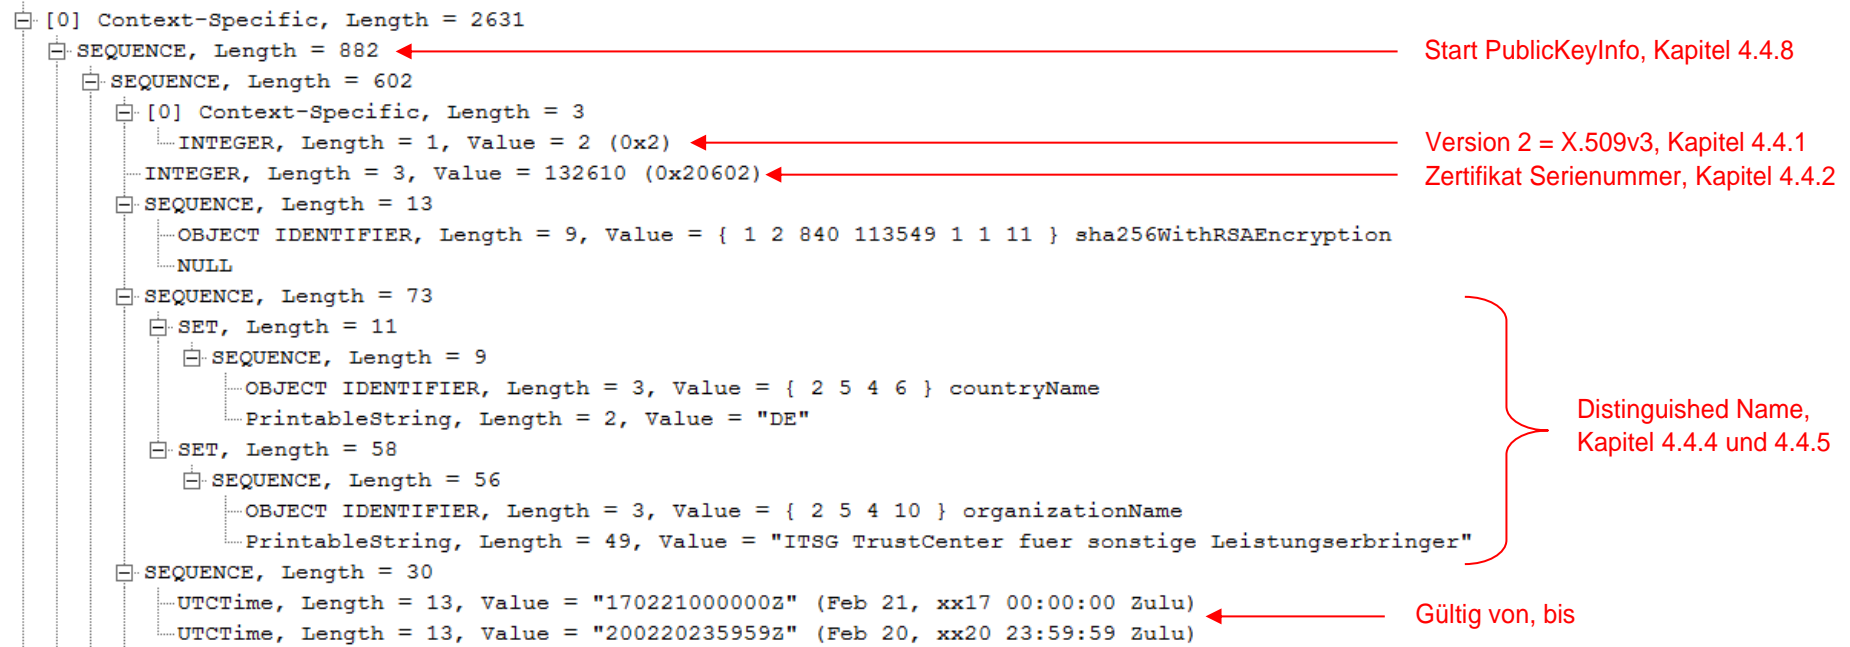 [0] Context-Specific, Length = 2631
SEQUENCE, Length = 882 Start PublicKeyInfo, Kapitel 4.4.8
SEQUENCE, Length = 602
[0] Context-Specific, Length = 3
INTEGER, Length = 1, Value = 2 (0x2) Version 2 = X.509v3, Kapitel 4.4.1
INTEGER, Length = 3, Value = 132610 (0x20602) Zertifikat Serienummer, Kapitel 4.4.2
SEQUENCE, Length = 13
OBJECT IDENTIFIER, Length = 9, Value = { 1 2 840 113549 1 1 11 } sha256WithRSAEncryption
NULL
SEQUENCE, Length = 73
SET, Length = 11
SEQUENCE, Length = 9
OBJECT IDENTIFIER, Length = 3, Value = { 2 5 4 6 } countryName
PrintableString, Length = 2, Value = "DE"
Distinguished Name,
Kapitel 4.4.4 und 4.4.5
SET, Length = 58
SEQUENCE, Length = 56
OBJECT IDENTIFIER, Length = 3, Value = { 2 5 4 10 } organizationName
PrintableString, Length = 49, Value = "ITSG TrustCenter fuer sonstige Leistungserbringer"
SEQUENCE, Length = 30
UTCTime, Length = 13, Value = "170221000000Z" (Feb 21, xx17 00:00:00 Zulu)
Gültig von, bis
UTCTime, Length = 13, Value = "200220235959Z" (Feb 20, xx20 23:59:59 Zulu)